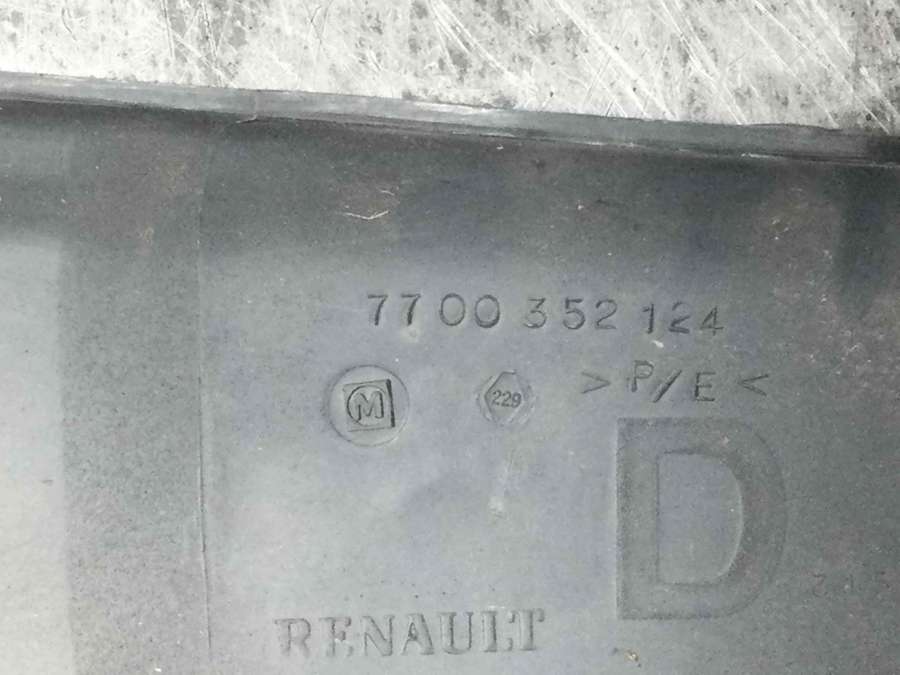 7700 352 124
M 229 > P/E <
D
RENAULT